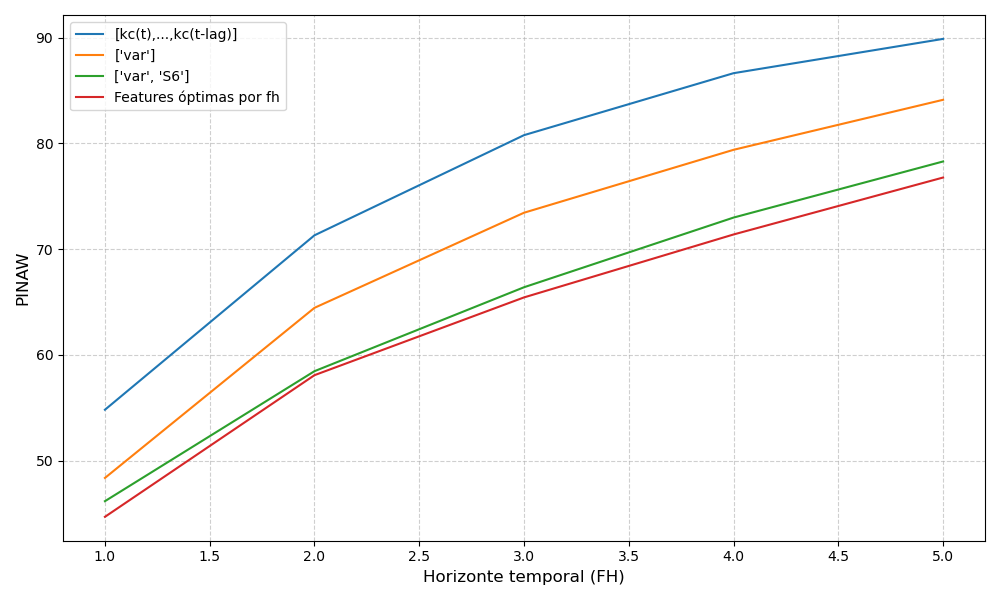 [kc(t),...,kc(t-lag)]
['var']
['var', 'S6']
Features óptimas por fh
90
80
70
60
50
PINAW
1.0 1.5 2.0 2.5 3.0 3.5 4.0 4.5 5.0
Horizonte temporal (FH)